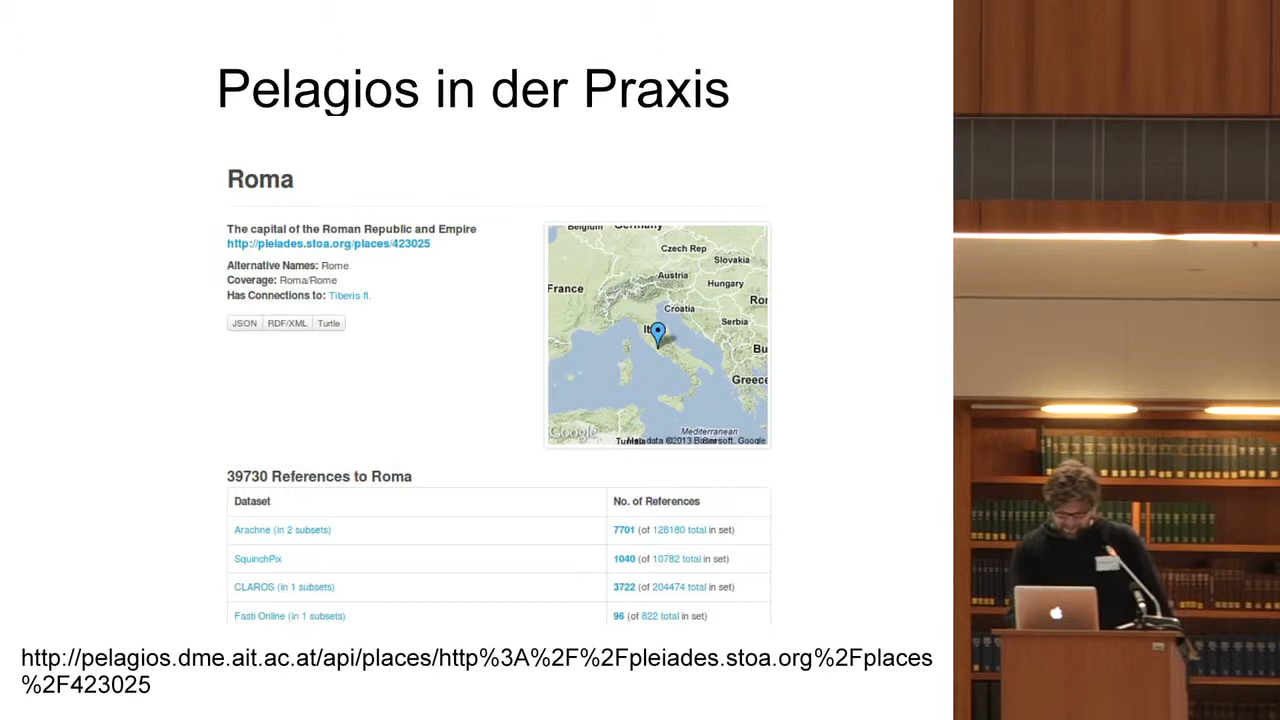 Pelagios in der Praxis
Roma
The capital of the Roman Republic and Empire
http://pleiades.stoa.org/places/423025
Alternative Names: Rome
Coverage: Roma/Rome
Has Connections to: Tiberis fl.
JSON RDF/XML Turtle
Belgium Germany
Czech Rep
Slovakia
Austria
Hungary
France
Croatia
Serbia
Greece
Mediterranean
Google
39730 References to Roma
Dataset No. of References
Arachne (in 2 subsets) 7701 (of 128180 total in set)
SquinchPix 1040 (of 10782 total in set)
CLAROS (in 1 subsets) 3722 (of 204474 total in set)
Fasti Online (in 1 subsets) 96 (of 822 total in set)
http://pelagios.dme.ait.ac.at/api/places/http%3A%2F%2Fpleiades.stoa.org%2Fplaces
%2F423025